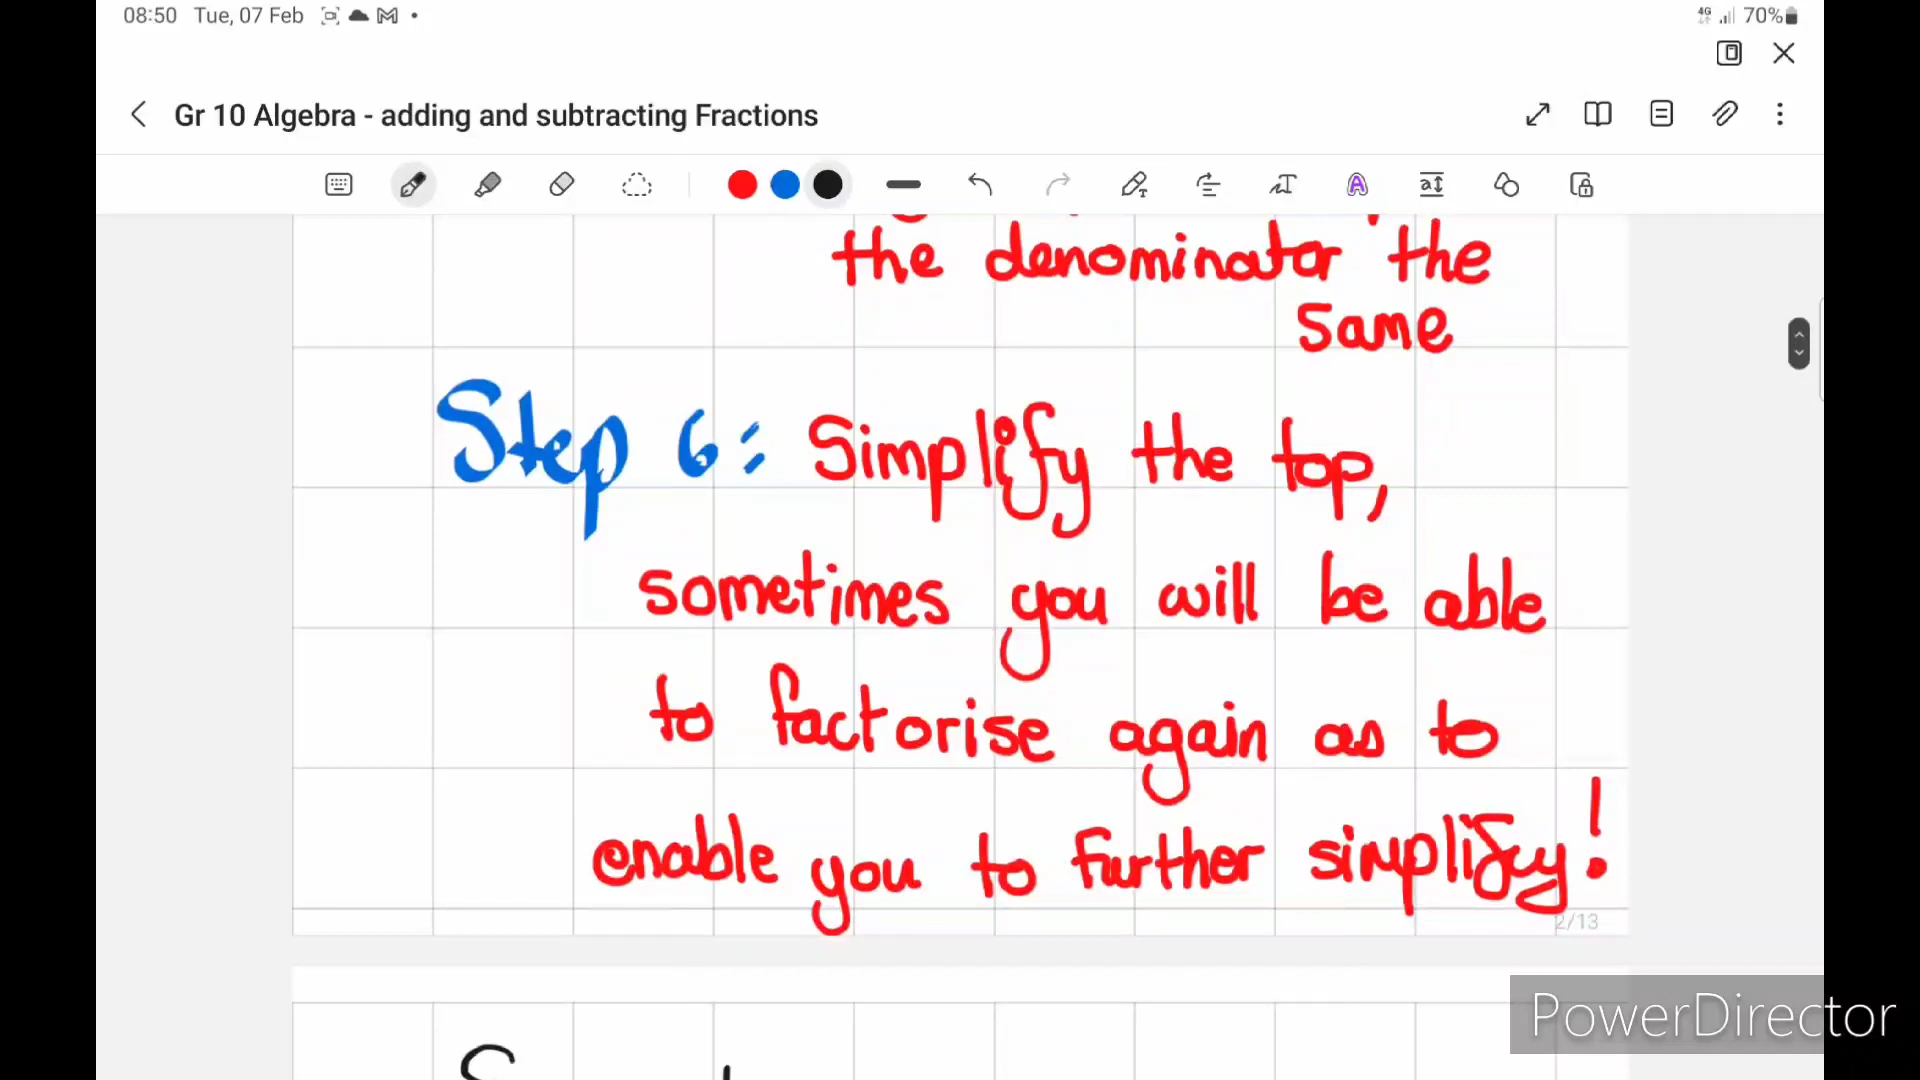 08:50 Tue, 07 Feb
4G 70%
Gr 10 Algebra - adding and subtracting Fractions
the denominator the
same
Step 6: Simplify the top,
sometimes you will be able
to factorise again as to
enable you to further simplify!
2/13
PowerDirector